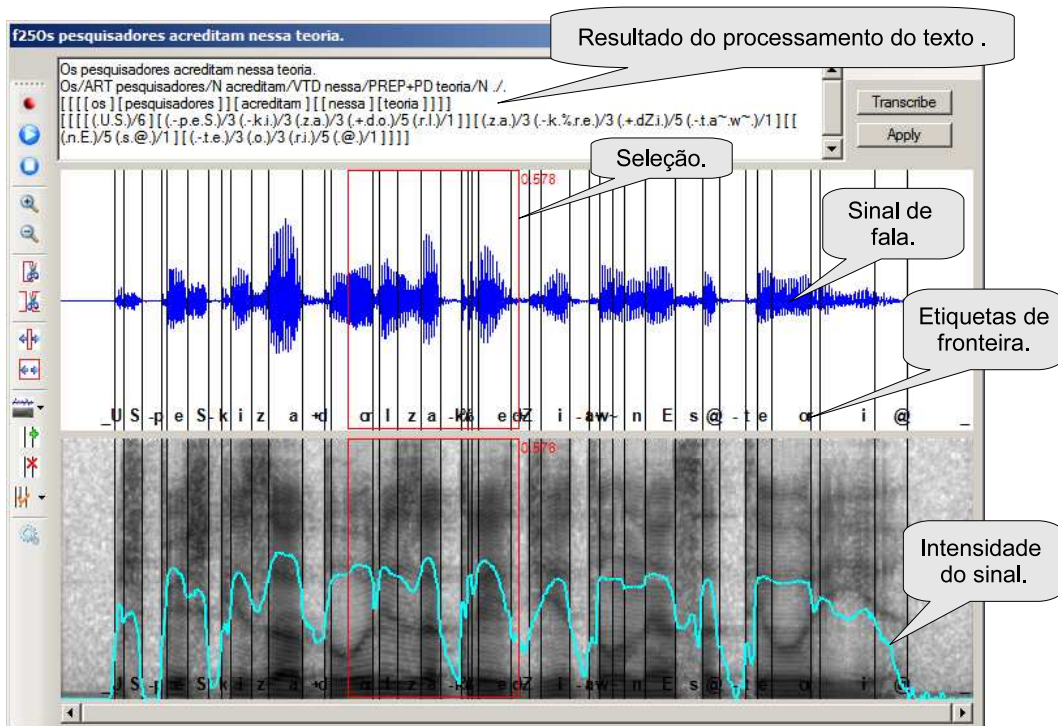 f25Os pesquisadores acreditam nessa teoria.
Resultado do processamento do texto .
Os pesquisadores acreditam nessa teoria.
Os/ART pesquisadores/N acreditam/VTD nessa/PREP+PD teoria/N ./.
[ [ [ [ os ] [ pesquisadores ] ] [ acreditam ] [ [ nessa ] [ teoria ] ] ] ]
[ [ [ [ (.U.S.)/6 ] [ (-.p.e.S.)/3 (-.k.i.)/3 (z.a.)/3 (+.d.o.)/5 (r.I.)/1 ] ] [ (z.a.)/3 (-.k.%.r.e.)/3 (+.dZ.i.)/5 (-.t.a~.w~.)/1 ] [ [
(.n.E.)/5 (.s.@.)/1 ] [ (-.t.e.)/3 (.o.)/3 (r.i.)/5 (.@.)/1 ] ] ] ]
Transcribe
Apply
Seleção.
0.578
Sinal de
fala.
Etiquetas de
fronteira.
0.578
Intensidade
do sinal.